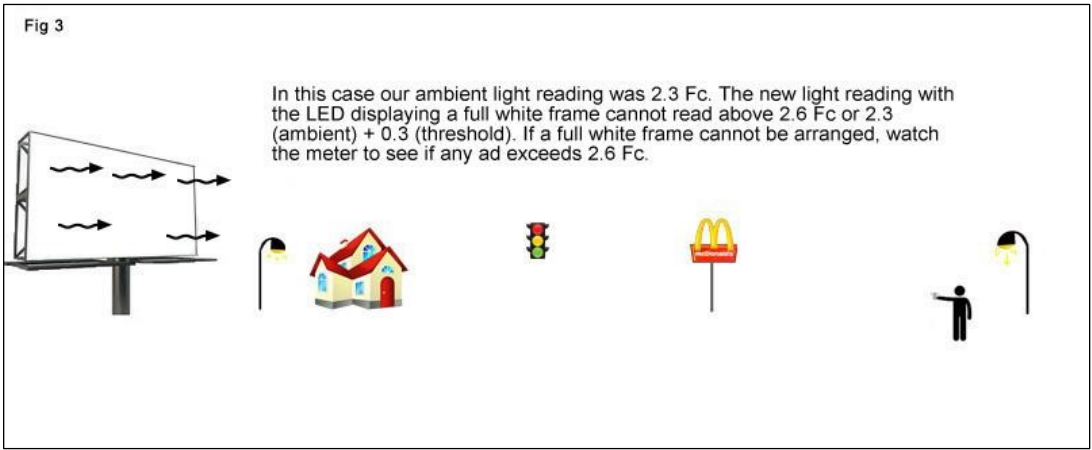 Fig 3
In this case our ambient light reading was 2.3 Fc. The new light reading with
the LED displaying a full white frame cannot read above 2.6 Fc or 2.3
(ambient) + 0.3 (threshold). If a full white frame cannot be arranged, watch
the meter to see if any ad exceeds 2.6 Fc.
McDonald's